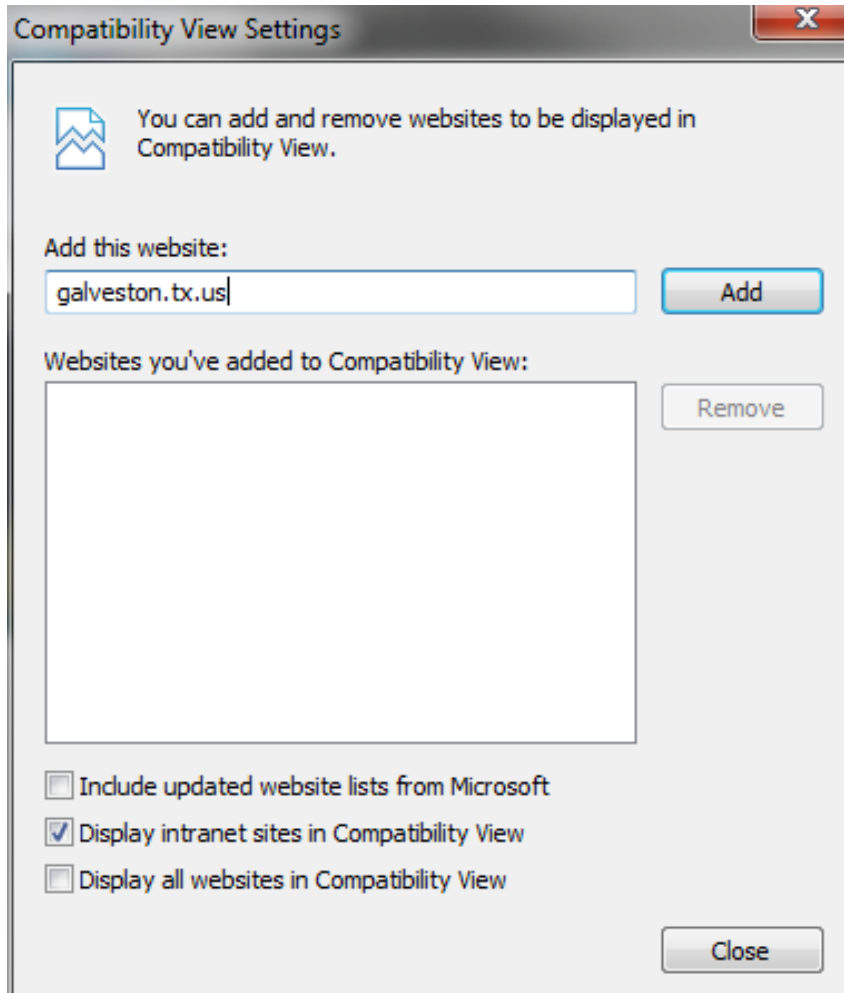 Compatibility View Settings
You can add and remove websites to be displayed in
Compatibility View.
Add this website:
galveston.tx.us
Add
Websites you've added to Compatibility View:
Remove
Include updated website lists from Microsoft
Display intranet sites in Compatibility View
Display all websites in Compatibility View
Close